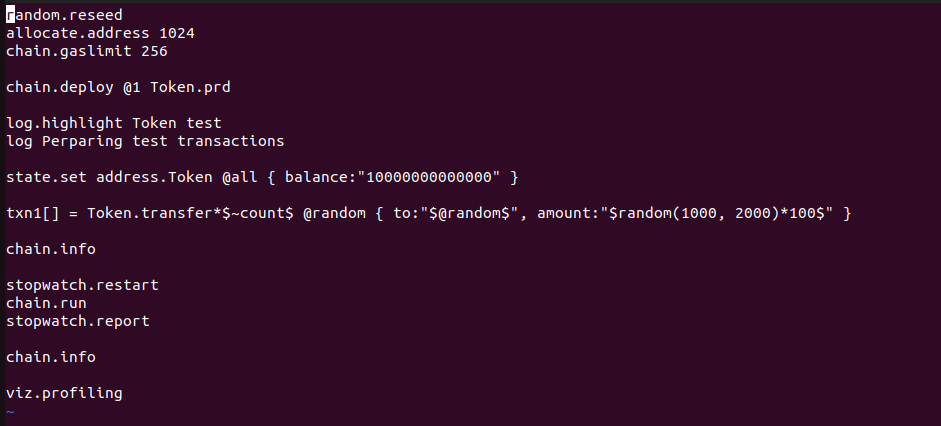 random.reseed
allocate.address 1024
chain.gaslimit 256
chain.deploy @1 Token.prd
log.highlight Token test
log Perparing test transactions
state.set address.Token @all { balance:"10000000000000" }
txn1[] = Token.transfer*$~count$ @random { to:"$@random$", amount:"$random(1000, 2000)*100$" }
chain.info
stopwatch.restart
chain.run
stopwatch.report
chain.info
viz.profiling
~